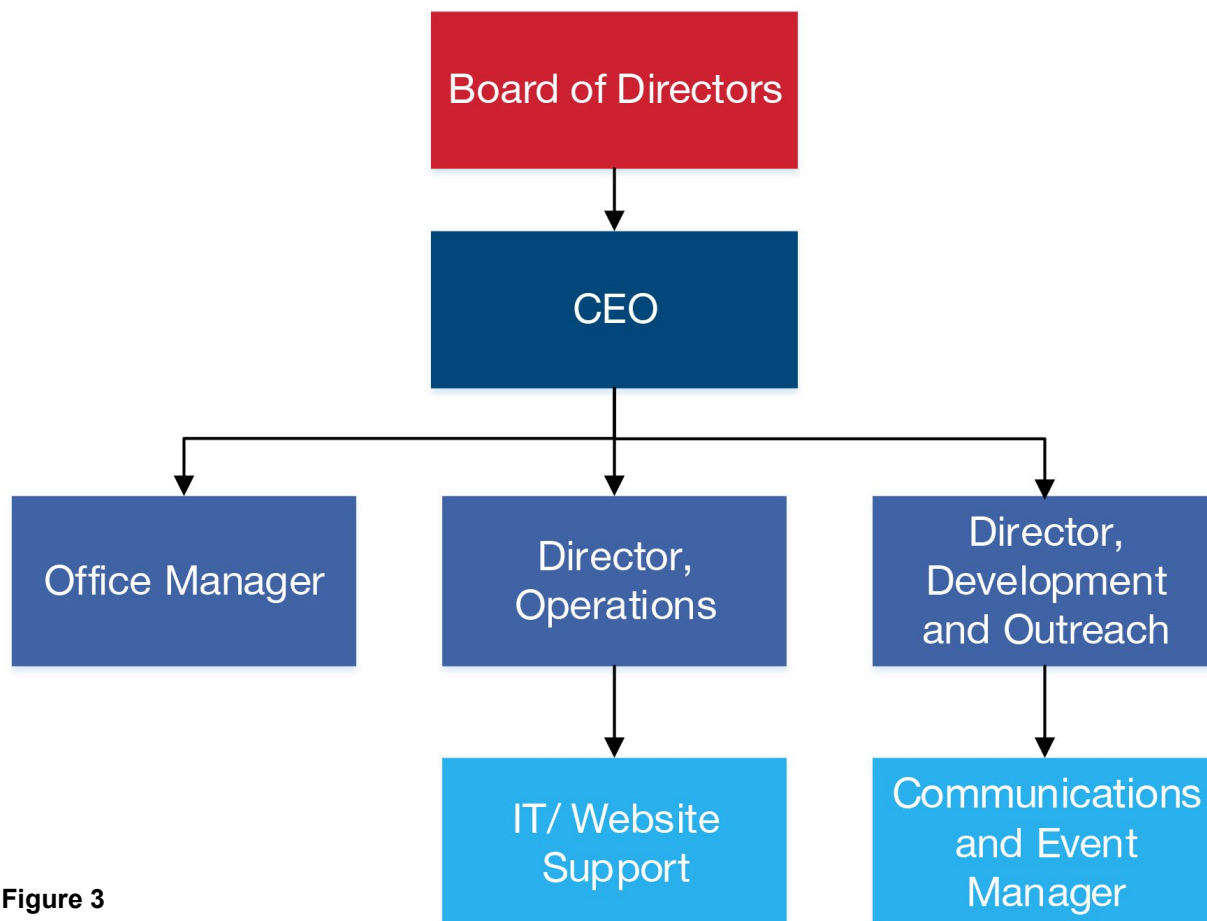 Board of Directors
CEO
Office Manager
Director,
Operations
Director,
Development
and Outreach
IT/ Website
Support
Communications
and Event
Manager
Figure 3